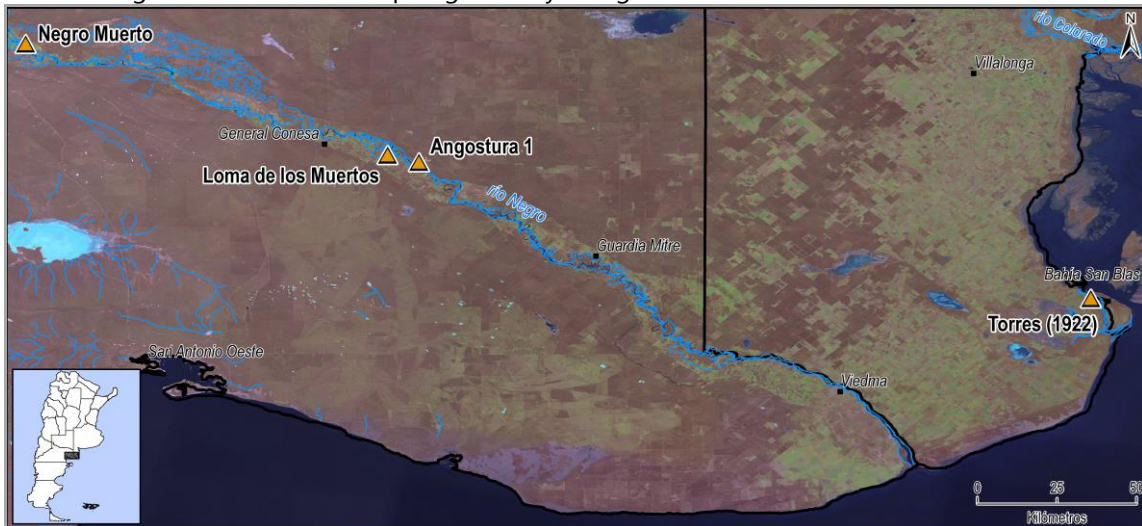 N
río Colorado
Negro Muerto
Villalonga
General Conesa
Angostura 1
Loma de los Muertos
río Negro
Guardia Mitre
Bahía San Blas
Torres (1922)
San Antonio Oeste
Viedma
0 25 50
Kilómetros